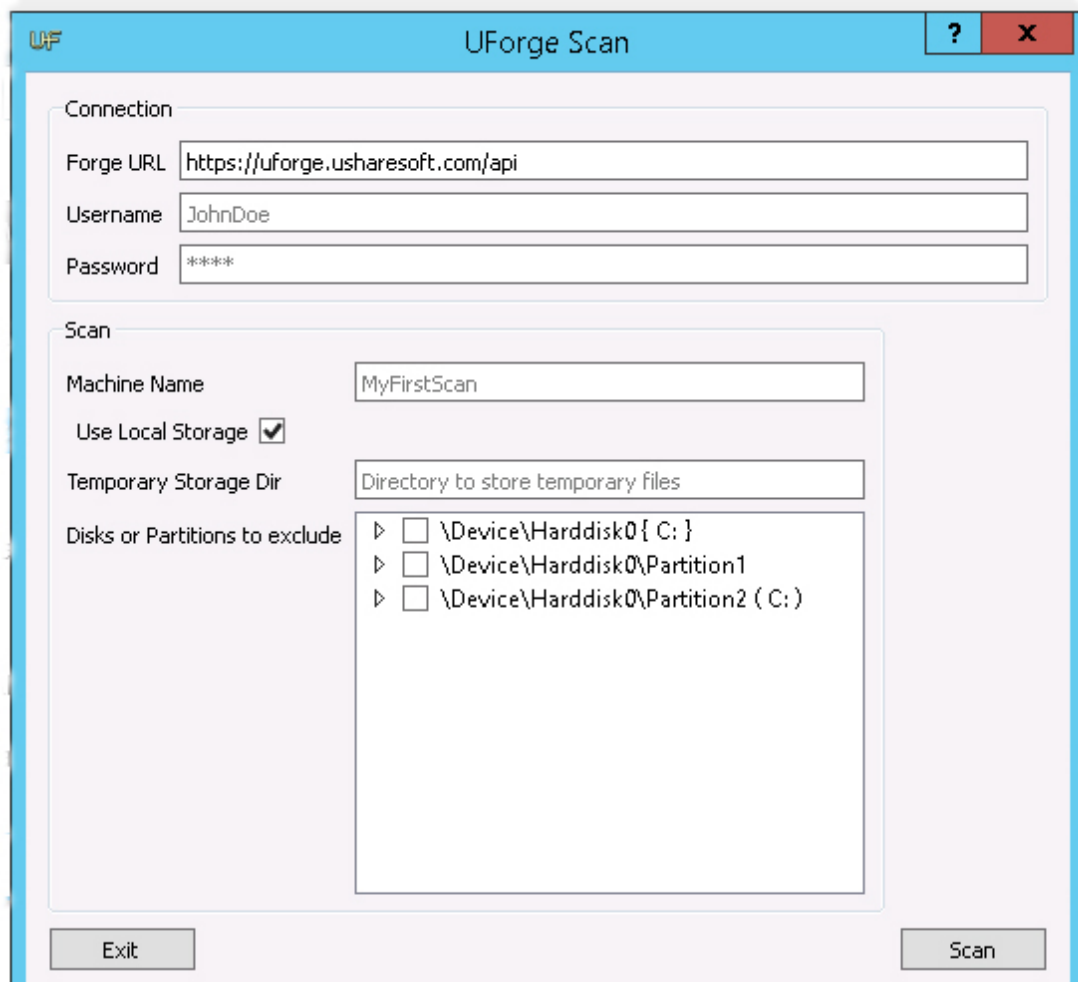 UF UForge Scan ? x
Connection
Forge URL https://uforge.usharesoft.com/api
Username JohnDoe
Password ****
Scan
Machine Name MyFirstScan
Use Local Storage
Temporary Storage Dir Directory to store temporary files
Disks or Partitions to exclude \Device\Harddisk0{ C: }
\Device\Harddisk0\Partition1
\Device\Harddisk0\Partition2 ( C: )
Exit Scan